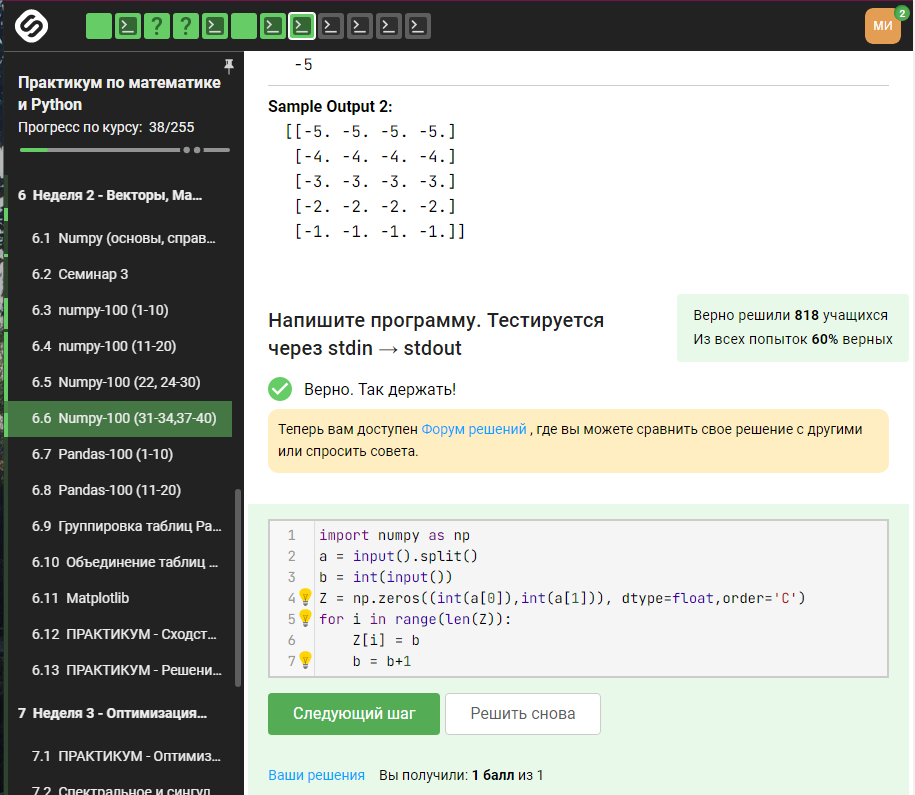 МИ
2
Практикум по математике
и Python
Прогресс по курсу: 38/255
6 Неделя 2 - Векторы, Ма...
6.1 Numpy (основы, справ...
6.2 Семинар 3
6.3 numpy-100 (1-10)
6.4 numpy-100 (11-20)
6.5 Numpy-100 (22, 24-30)
6.6 Numpy-100 (31-34,37-40)
6.7 Pandas-100 (1-10)
6.8 Pandas-100 (11-20)
6.9 Группировка таблиц Pa...
6.10 Объединение таблиц ...
6.11 Matplotlib
6.12 ПРАКТИКУМ - Сходст...
6.13 ПРАКТИКУМ - Решени...
7 Неделя 3 - Оптимизация...
7.1 ПРАКТИКУМ - Оптимиз...
7.2 Спектральное и сингул
-5
Sample Output 2:
[[-5. -5. -5. -5.]
[-4. -4. -4. -4.]
[-3. -3. -3. -3.]
[-2. -2. -2. -2.]
[-1. -1. -1. -1.]]
Напишите программу. Тестируется
через stdin → stdout
Верно решили 818 учащихся
Из всех попыток 60% верных
Верно. Так держать!
Теперь вам доступен Форум решений , где вы можете сравнить свое решение с другими
или спросить совета.
1 import numpy as np
2 a = input().split()
3 b = int(input())
4 Z = np.zeros((int(a[0]),int(a[1])), dtype=float,order='C')
5 for i in range(len(Z)):
6 Z[i] = b
7 b = b+1
Следующий шаг
Решить снова
Ваши решения Вы получили: 1 балл из 1